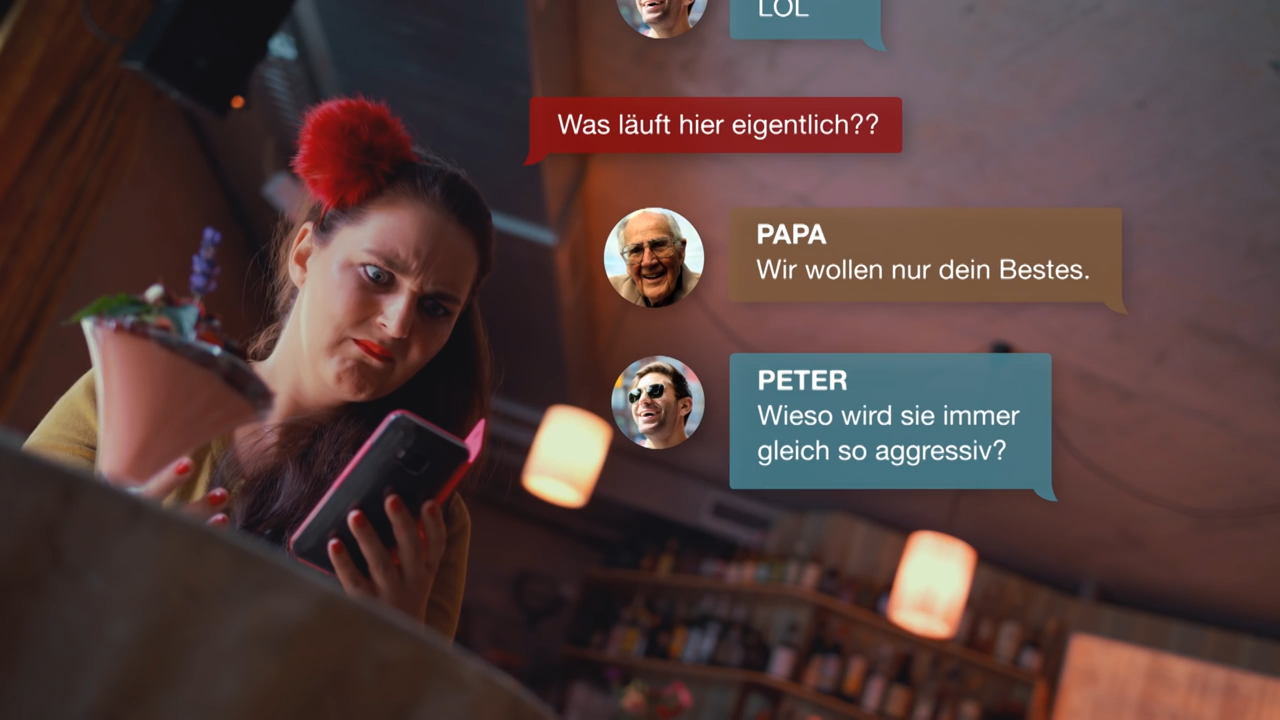 LOL
Was läuft hier eigentlich??
PAPA
Wir wollen nur dein Bestes.
PETER
Wieso wird sie immer
gleich so aggressiv?